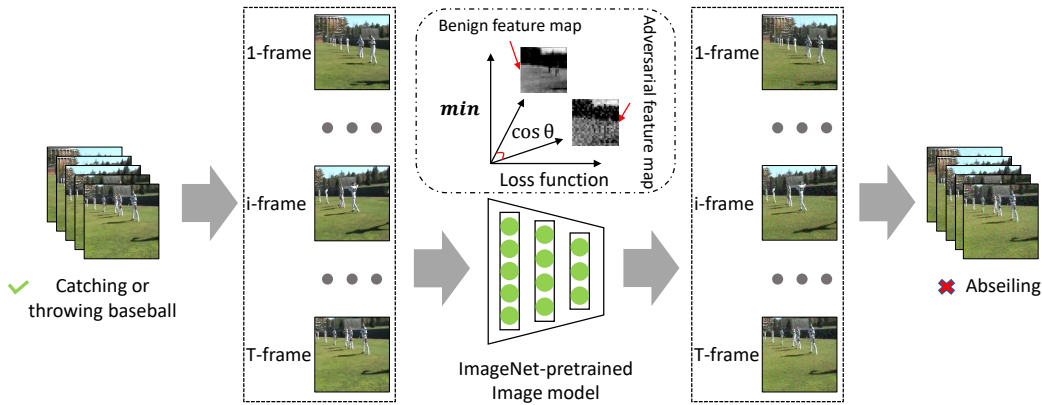 Catching or
throwing baseball
1-frame
i-frame
T-frame
Benign feature map
Adversarial feature map
min
cos θ
Loss function
ImageNet-pretrained
Image model
1-frame
i-frame
T-frame
Abseiling